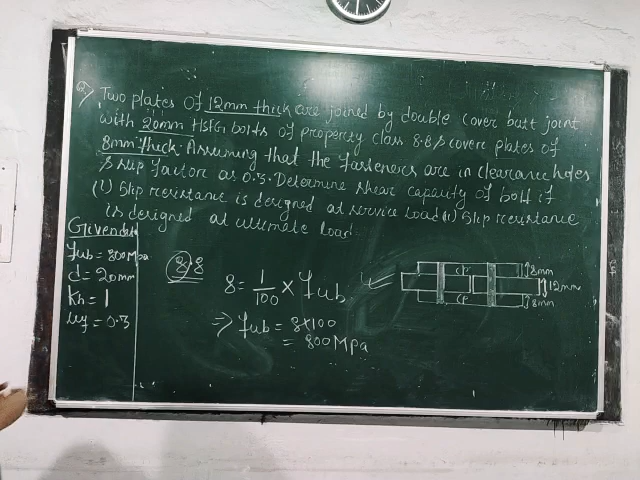 Q) Two plates of 12mm thick are joined by double cover butt joint
with 20mm HSFG bolts of property class 8.8 & cover plates of
8mm thick. Assuming that the fasteners are in clearance holes
& slip factor as 0.3. Determine shear capacity of bolt if
(i) Slip resistance is designed at service load (ii) Slip resistance
is designed at ultimate load.
Given data
fub = 800MPa
d = 20mm
Kh = 1
μf = 0.3
8.8
8 = 1/100 × fub
⇒ fub = 8×100
= 800MPa
CP
8mm
12mm
CP
8mm